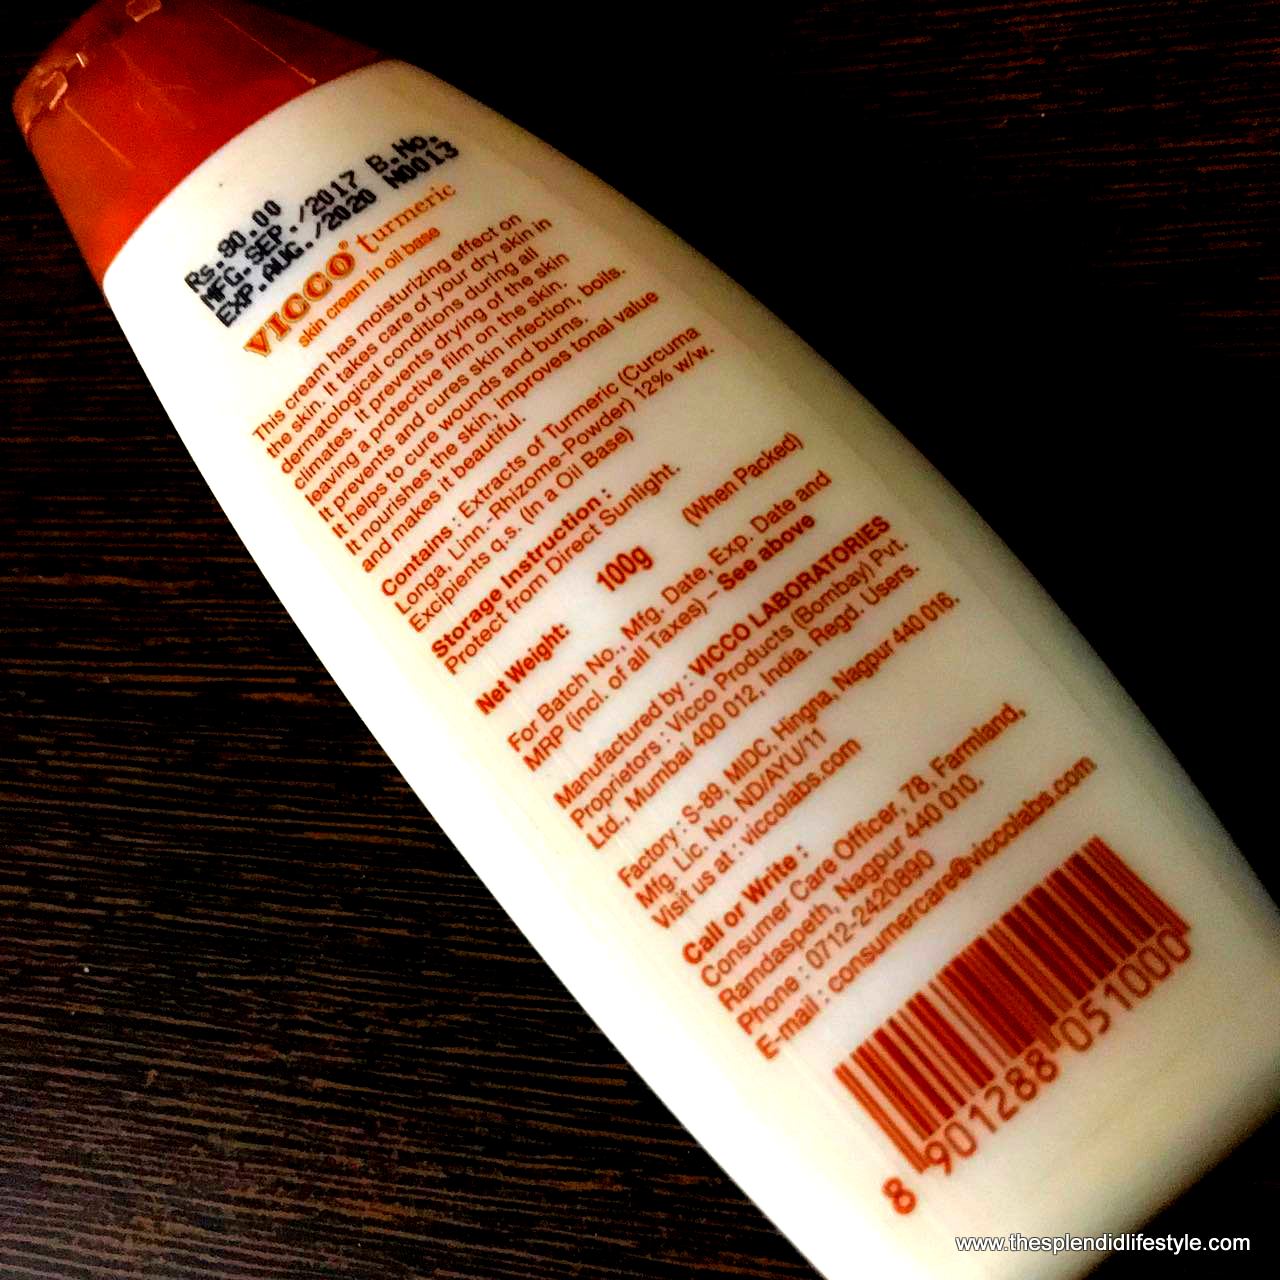 Rs.90.00
MFG.SEP./2017 B.No.
EXP.AUG./2020 N0013
VICCO® turmeric
skin cream in oil base
This cream has moisturizing effect on
the skin. It takes care of your dry skin in
dermatological conditions during all
climates. It prevents drying of the skin
leaving a protective film on the skin.
It prevents and cures skin infection, boils.
It helps to cure wounds and burns.
It nourishes the skin, improves tonal value
and makes it beautiful.
Contains : Extracts of Turmeric (Curcuma
Longa, Linn.-Rhizome-Powder) 12% w/w.
Excipients q.s. (In a Oil Base)
Storage Instruction :
Protect from Direct Sunlight.
Net Weight: 100g (When Packed)
For Batch No., Mfg. Date, Exp. Date and
MRP (incl. of all Taxes) – See above
Manufactured by : VICCO LABORATORIES
Proprietors : Vicco Products (Bombay) Pvt.
Ltd., Mumbai 400 012, India. Regd. Users.
Factory : S-89, MIDC, Hingna, Nagpur 440 016.
Mfg. Lic. No. ND/AYU/11
Visit us at : viccolabs.com
Call or Write :
Consumer Care Officer, 78, Farmland,
Ramdaspeth, Nagpur 440 010.
Phone : 0712-2420890
E-mail : consumercare@viccolabs.com
8 901288 051000
www.thesplendidlifestyle.com